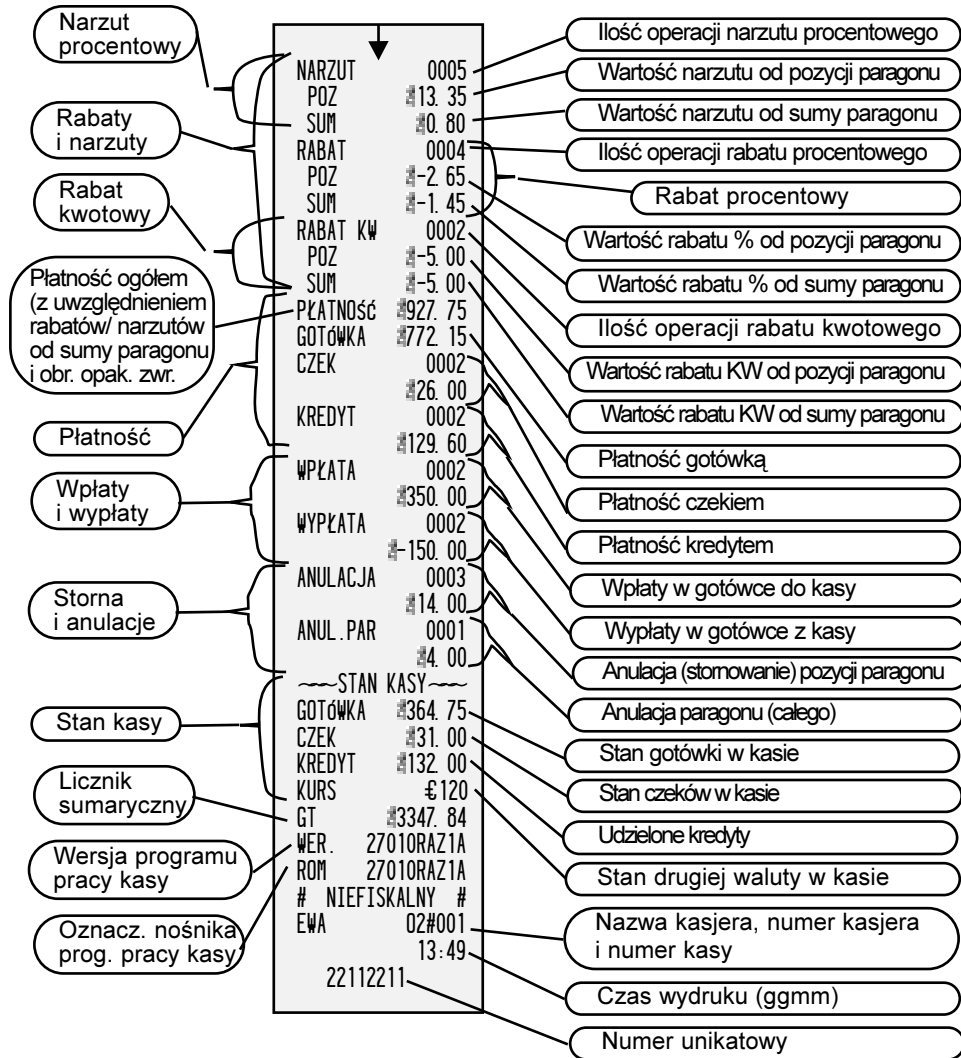 Narzut
procentowy
Rabaty
i narzuty
Rabat
kwotowy
Płatność ogółem
(z uwzględnieniem
rabatów/ narzutów
od sumy paragonu
i obr. opak. zwr.
Płatność
Wpłaty
i wypłaty
Storna
i anulacje
Stan kasy
Licznik
sumaryczny
Wersja programu
pracy kasy
Oznacz. nośnika
prog. pracy kasy
NARZUT 0005
POZ 13. 35
SUM 0. 80
RABAT 0004
POZ -2. 65
SUM -1. 45
RABAT KW 0002
POZ -5. 00
SUM -5. 00
PŁATNOść 927. 75
GOTóWKA 772. 15
CZEK 0002
26. 00
KREDYT 0002
129. 60
WPŁATA 0002
350. 00
WYPŁATA 0002
-150. 00
ANULACJA 0003
14. 00
ANUL.PAR 0001
4. 00
~~~STAN KASY~~~
GOTóWKA 364. 75
CZEK 31. 00
KREDYT 132. 00
KURS €120
GT 3347. 84
WER. 27010RAZ1A
ROM 27010RAZ1A
# NIEFISKALNY #
EWA 02#001
13:49
22112211
Ilość operacji narzutu procentowego
Wartość narzutu od pozycji paragonu
Wartość narzutu od sumy paragonu
Ilość operacji rabatu procentowego
Rabat procentowy
Wartość rabatu % od pozycji paragonu
Wartość rabatu % od sumy paragonu
Ilość operacji rabatu kwotowego
Wartość rabatu KW od pozycji paragonu
Wartość rabatu KW od sumy paragonu
Płatność gotówką
Płatność czekiem
Płatność kredytem
Wpłaty w gotówce do kasy
Wypłaty w gotówce z kasy
Anulacja (stornowanie) pozycji paragonu
Anulacja paragonu (całego)
Stan gotówki w kasie
Stan czeków w kasie
Udzielone kredyty
Stan drugiej waluty w kasie
Nazwa kasjera, numer kasjera
i numer kasy
Czas wydruku (ggmm)
Numer unikatowy